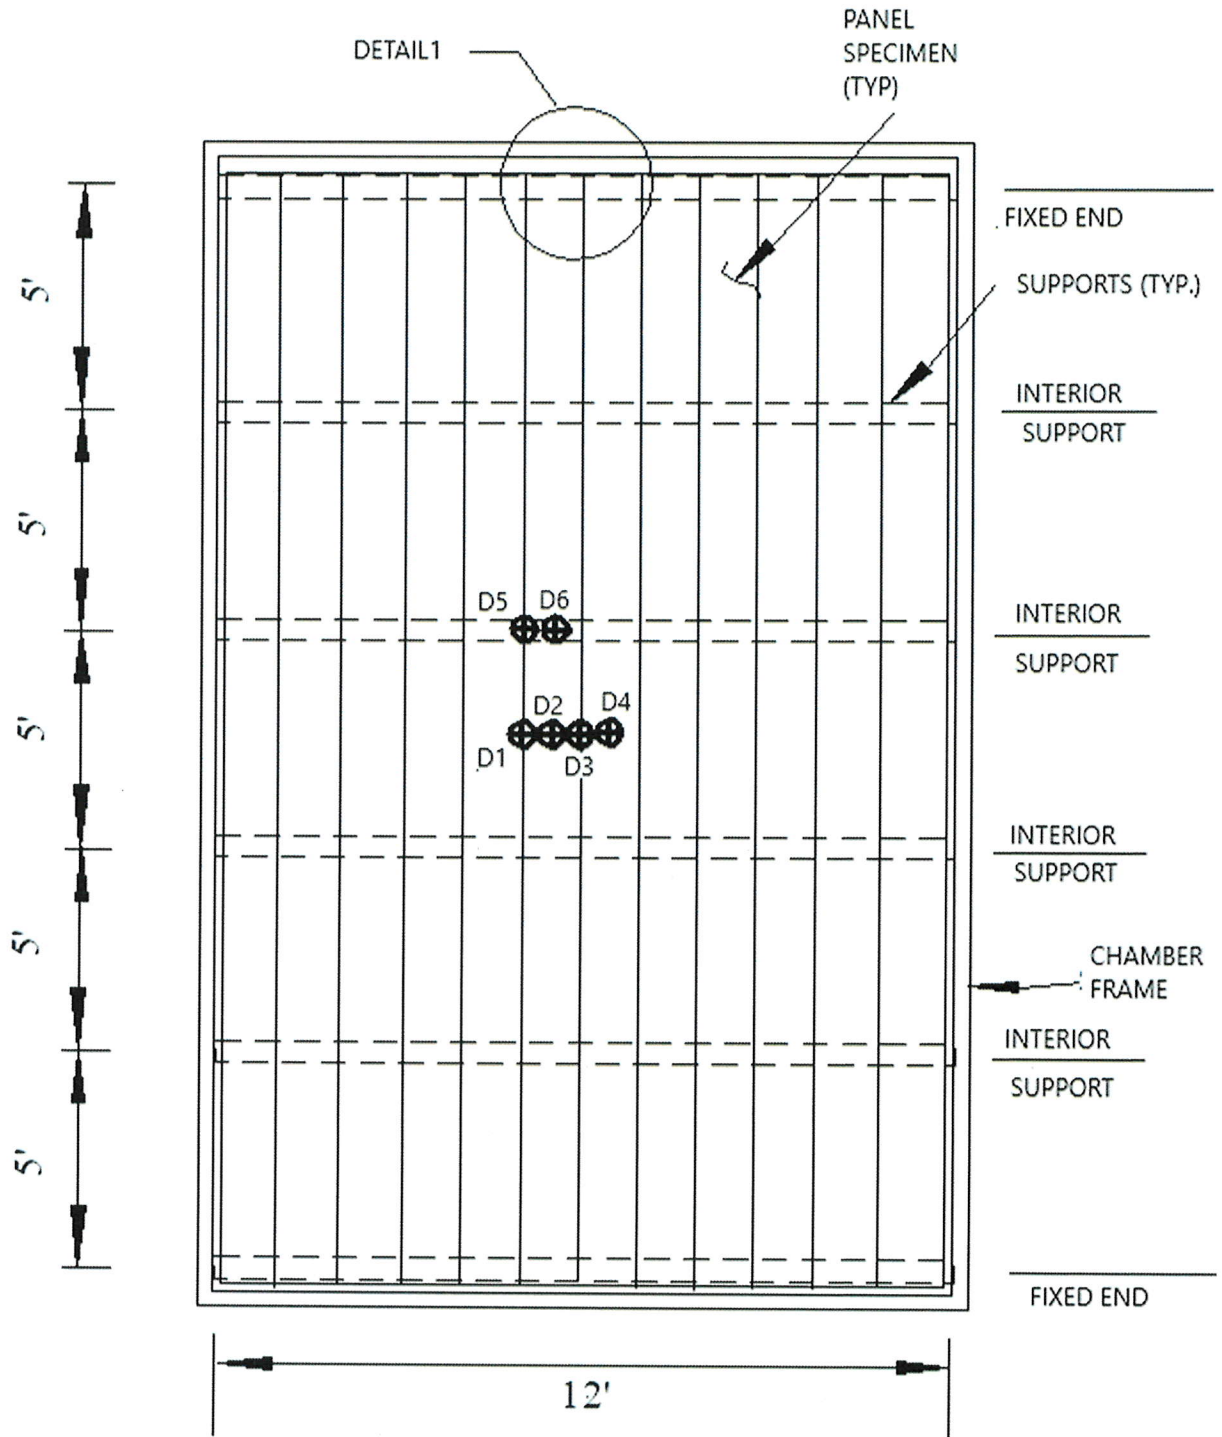 PANEL
SPECIMEN
(TYP)
DETAIL1
FIXED END
5'
SUPPORTS (TYP.)
INTERIOR
SUPPORT
5'
D5 D6
INTERIOR
SUPPORT
D2 D4
D1 D3
5'
INTERIOR
SUPPORT
5'
CHAMBER
FRAME
INTERIOR
SUPPORT
5'
FIXED END
12'